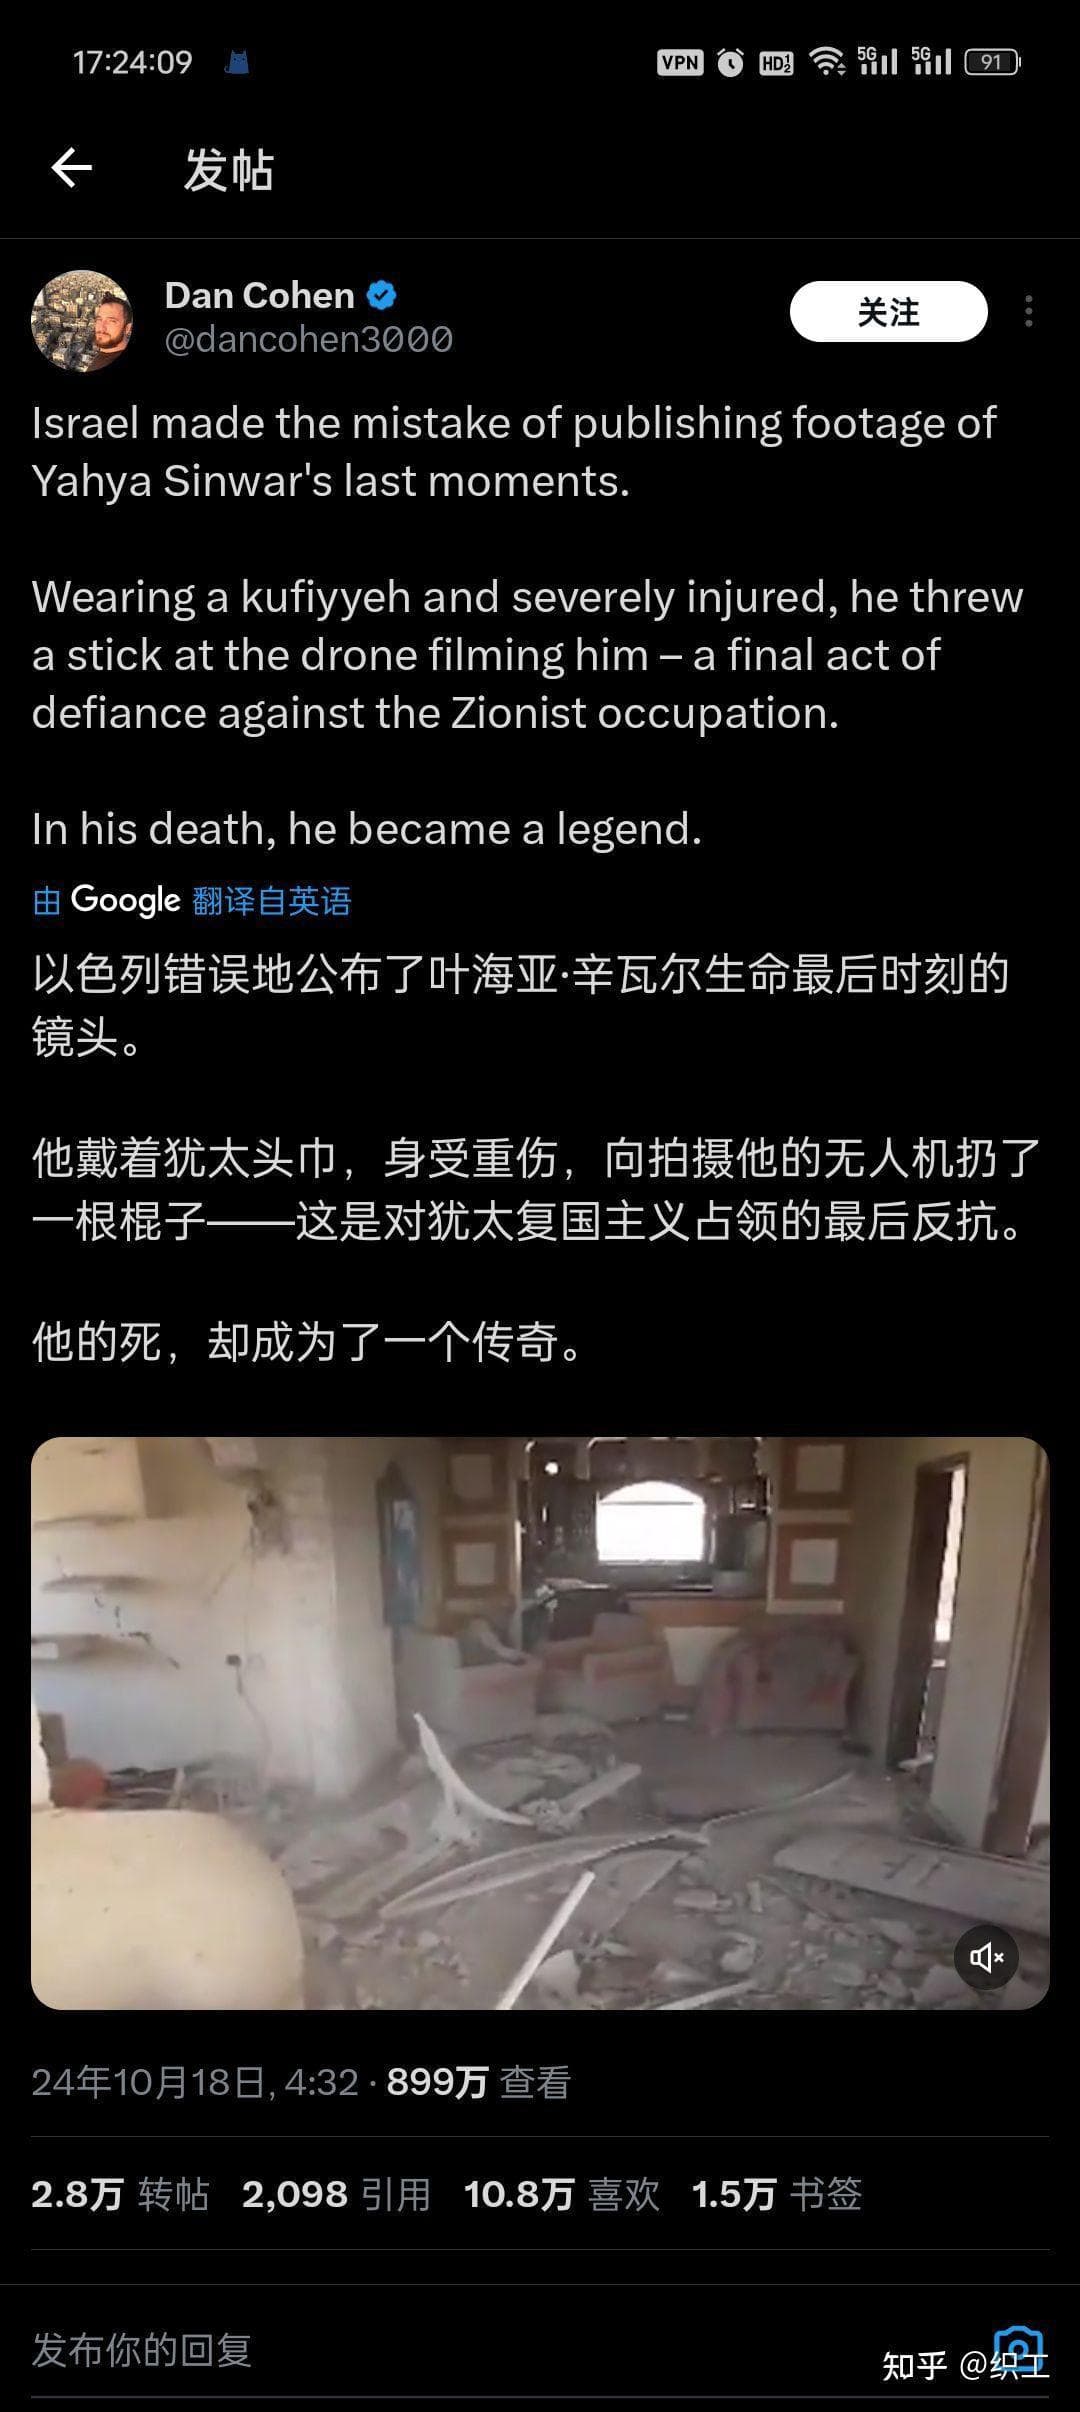 17:24:09
VPN HD 5G 5G 91
发帖
Dan Cohen
@dancohen3000
关注
Israel made the mistake of publishing footage of
Yahya Sinwar's last moments.
Wearing a kufiyyeh and severely injured, he threw
a stick at the drone filming him – a final act of
defiance against the Zionist occupation.
In his death, he became a legend.
由 Google 翻译自英语
以色列错误地公布了叶海亚·辛瓦尔生命最后时刻的
镜头。
他戴着犹太头巾，身受重伤，向拍摄他的无人机扔了
一根棍子——这是对犹太复国主义占领的最后反抗。
他的死，却成为了一个传奇。
24年10月18日, 4:32 · 899万 查看
2.8万 转帖 2,098 引用 10.8万 喜欢 1.5万 书签
发布你的回复
知乎 @织工